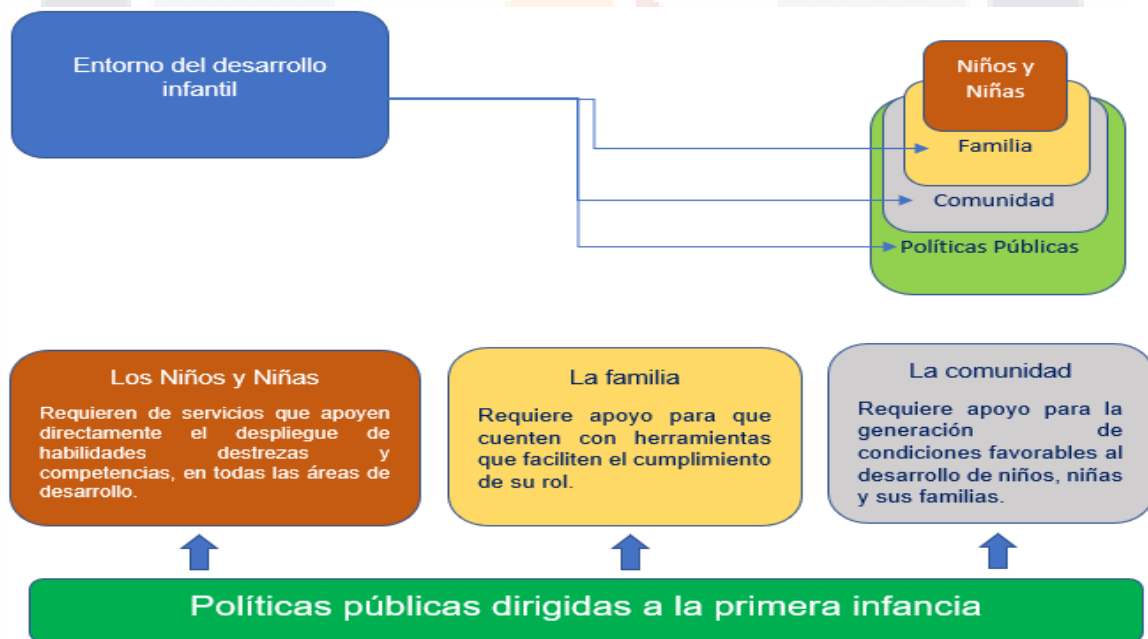 Entorno del desarrollo
infantil
Niños y
Niñas
Familia
Comunidad
Políticas Públicas
Los Niños y Niñas
Requieren de servicios que apoyen
directamente el despliegue de
habilidades destrezas y
competencias, en todas las áreas de
desarrollo.
La familia
Requiere apoyo para que
cuenten con herramientas
que faciliten el cumplimiento
de su rol.
La comunidad
Requiere apoyo para la
generación de
condiciones favorables al
desarrollo de niños, niñas
y sus familias.
Políticas públicas dirigidas a la primera infancia